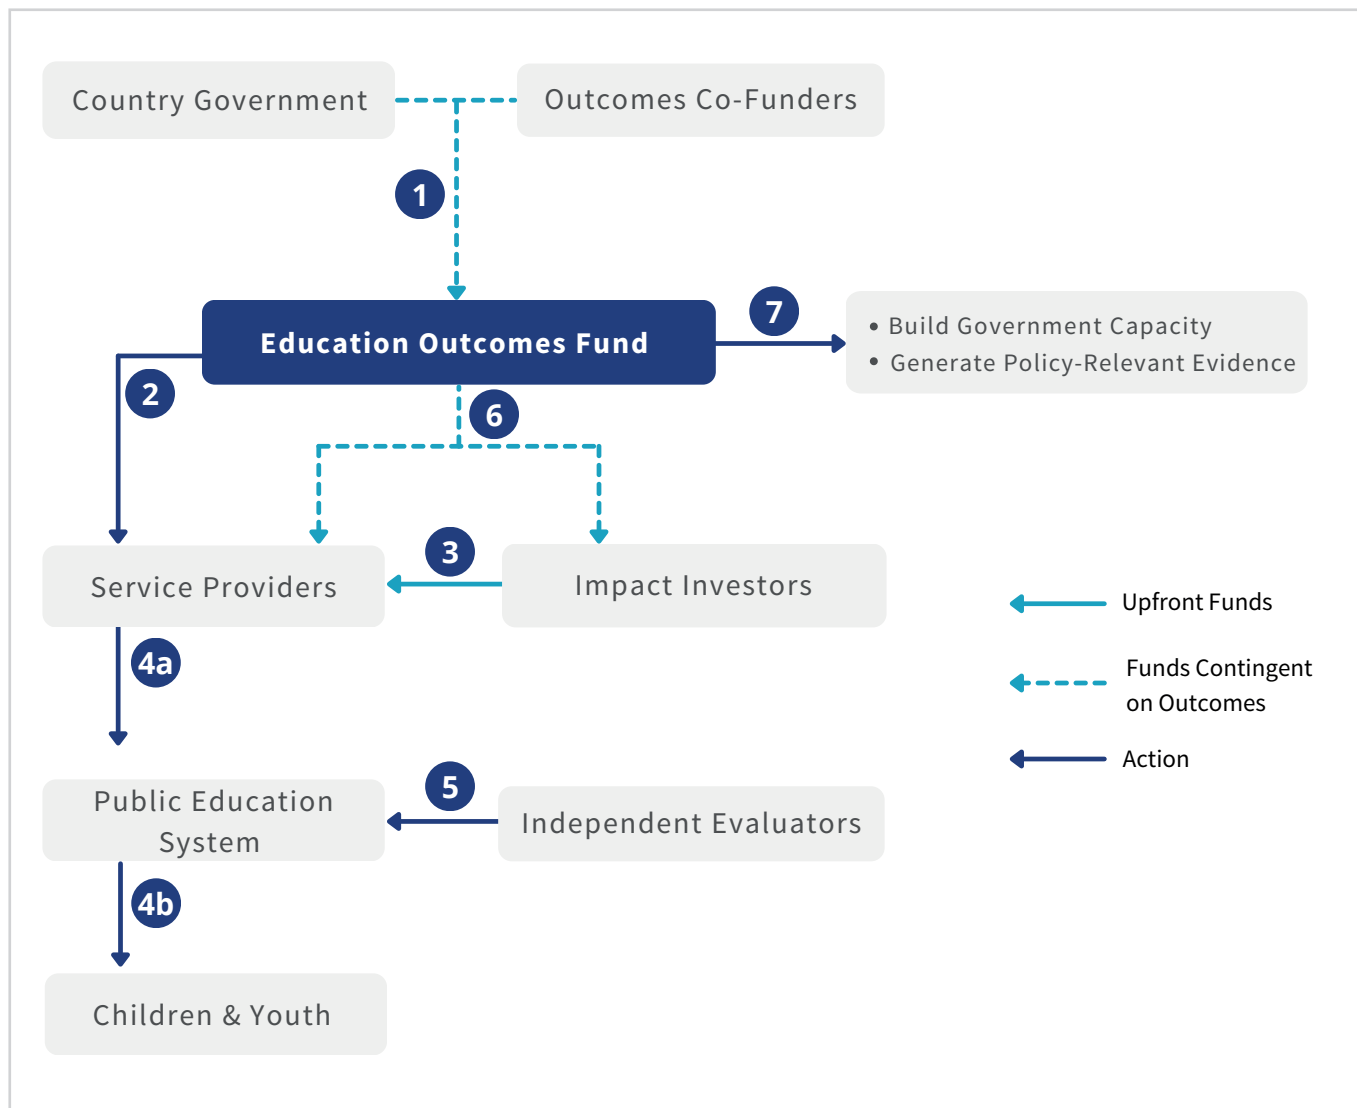 Country Government
Outcomes Co-Funders
1
Education Outcomes Fund
7
• Build Government Capacity
• Generate Policy-Relevant Evidence
2
6
3
Service Providers
Impact Investors
Upfront Funds
4a
Funds Contingent
on Outcomes
Action
5
Public Education
System
Independent Evaluators
4b
Children & Youth